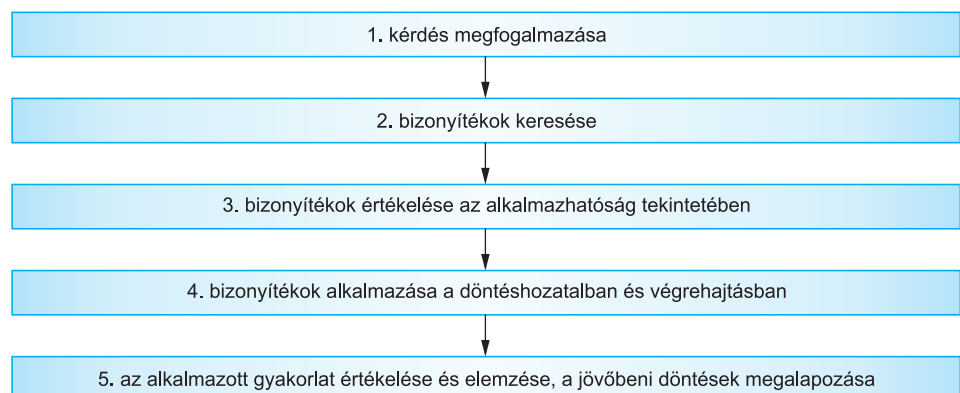 1. kérdés megfogalmazása
2. bizonyítékok keresése
3. bizonyítékok értékelése az alkalmazhatóság tekintetében
4. bizonyítékok alkalmazása a döntéshozatalban és végrehajtásban
5. az alkalmazott gyakorlat értékelése és elemzése, a jövőbeni döntések megalapozása